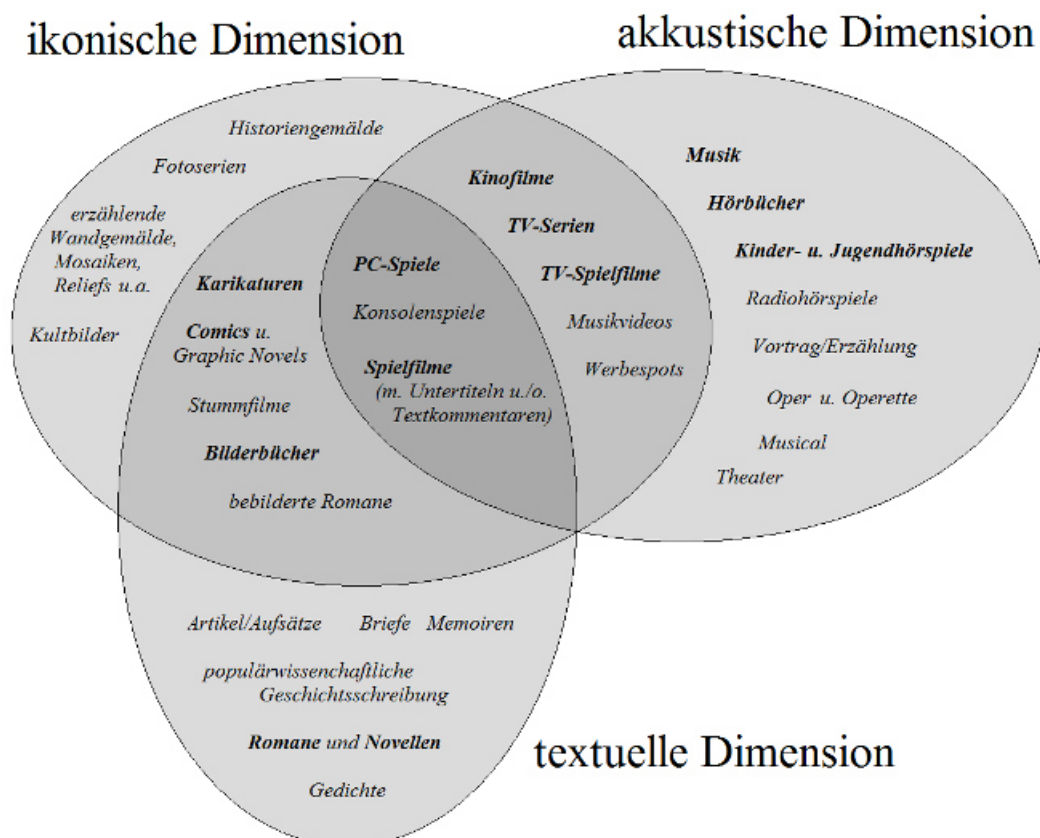 ikonische Dimension
akkustische Dimension
Historiengemälde
Fotoserien
erzählende
Wandgemälde,
Mosaiken,
Reliefs u.a.
Kultbilder
Karikaturen
Comics u.
Graphic Novels
Stummfilme
Bilderbücher
bebilderte Romane
Kinofilme
TV-Serien
TV-Spielfilme
Musikvideos
Werbespots
PC-Spiele
Konsolenspiele
Spielfilme
(m. Untertiteln u./o.
Textkommentaren)
Musik
Hörbücher
Kinder- u. Jugendhörspiele
Radiohörspiele
Vortrag/Erzählung
Oper u. Operette
Musical
Theater
Artikel/Aufsätze Briefe Memoiren
populärwissenchaftliche
Geschichtsschreibung
Romane und Novellen
Gedichte
textuelle Dimension